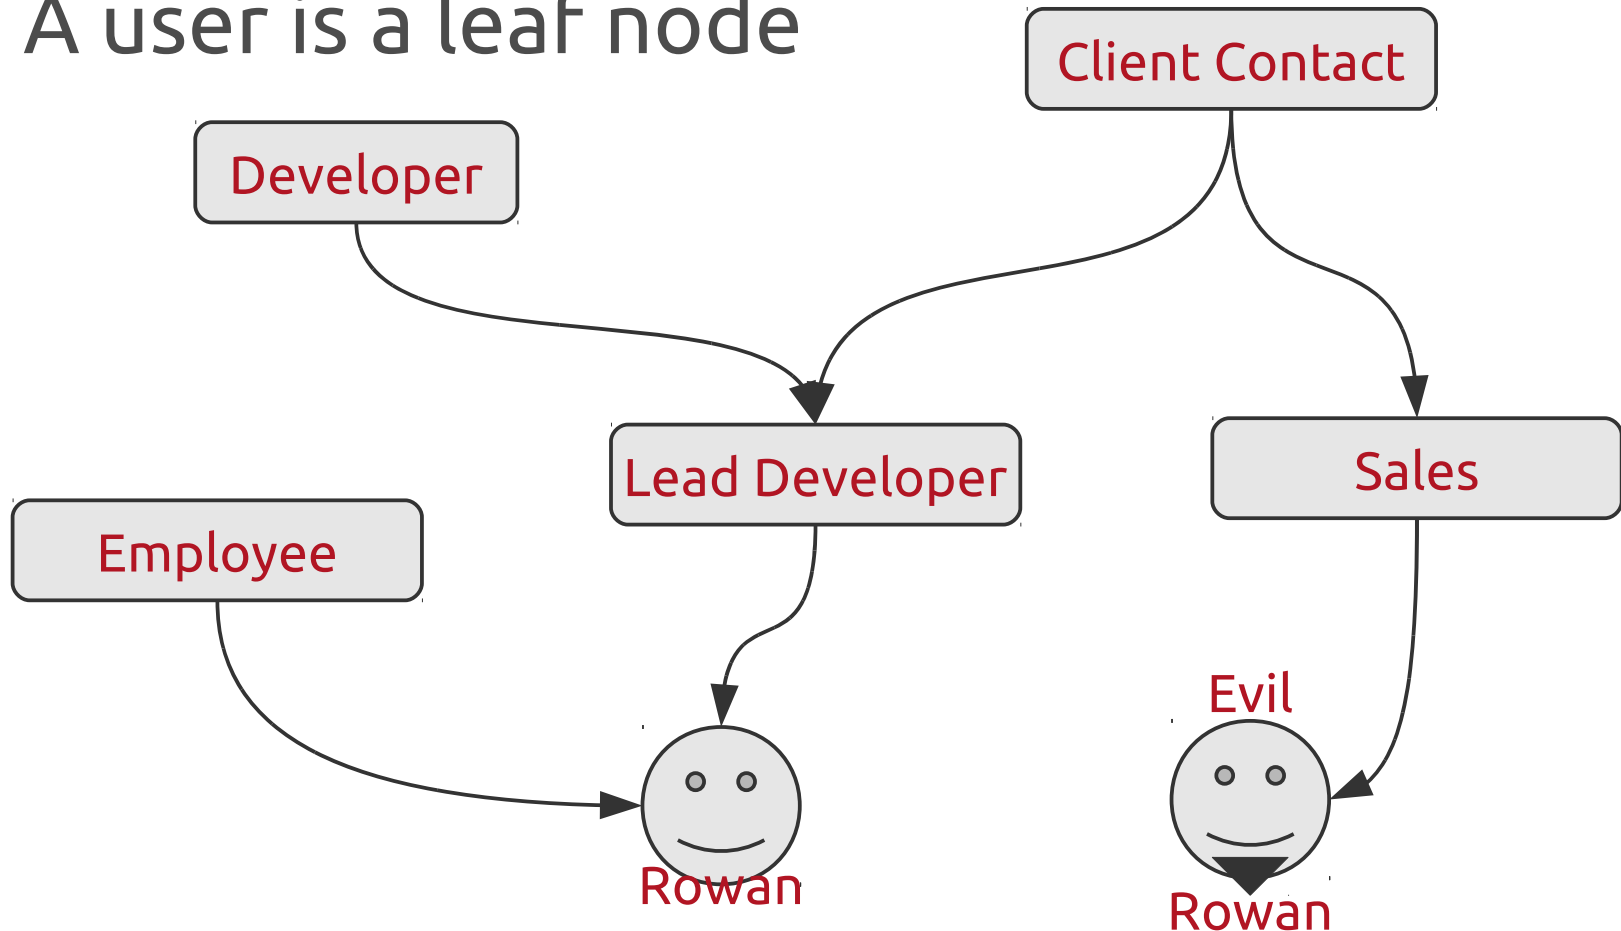 A user is a leaf node
Client Contact
Developer
Lead Developer
Sales
Employee
Evil
Rowan
Rowan